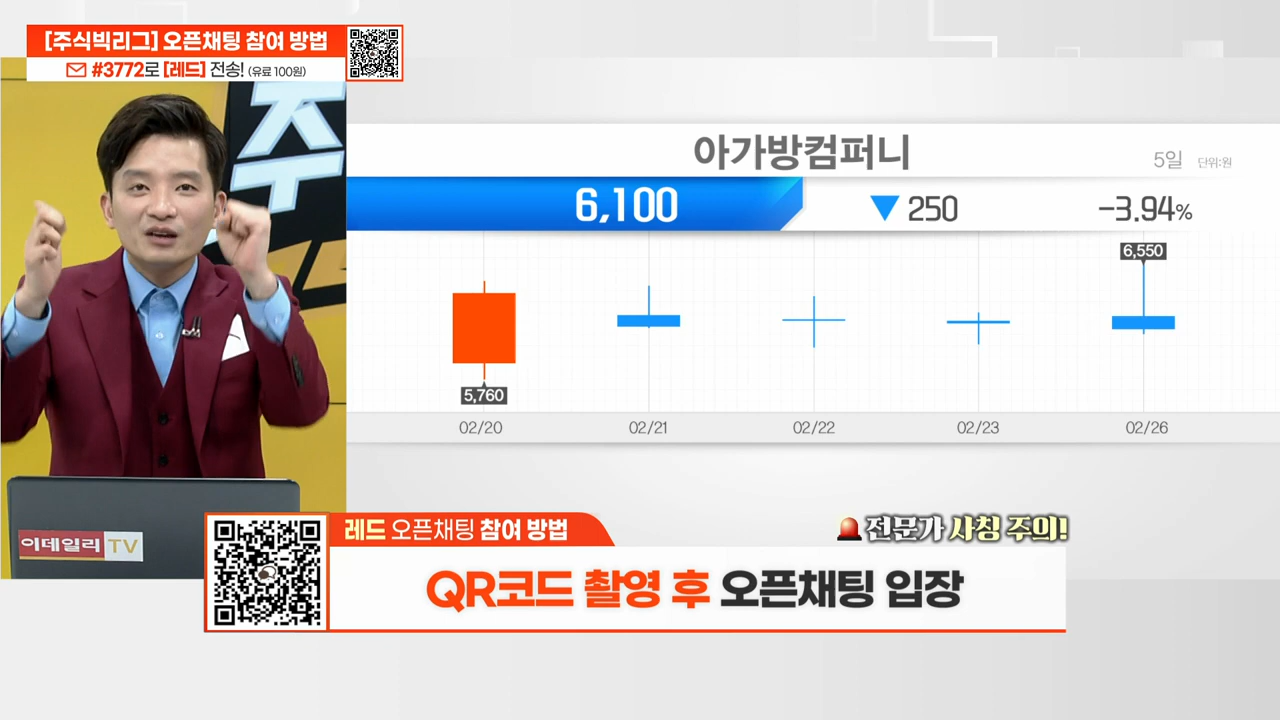 [주식빅리그] 오픈채팅 참여 방법
#3772로 [레드] 전송! (유료 100원)
주
아가방컴퍼니
5일 단위:원
6,100 ▼ 250 -3.94%
6,550
5,760
02/20 02/21 02/22 02/23 02/26
이데일리 TV
레드 오픈채팅 참여 방법
전문가 사칭 주의!
QR코드 촬영 후 오픈채팅 입장